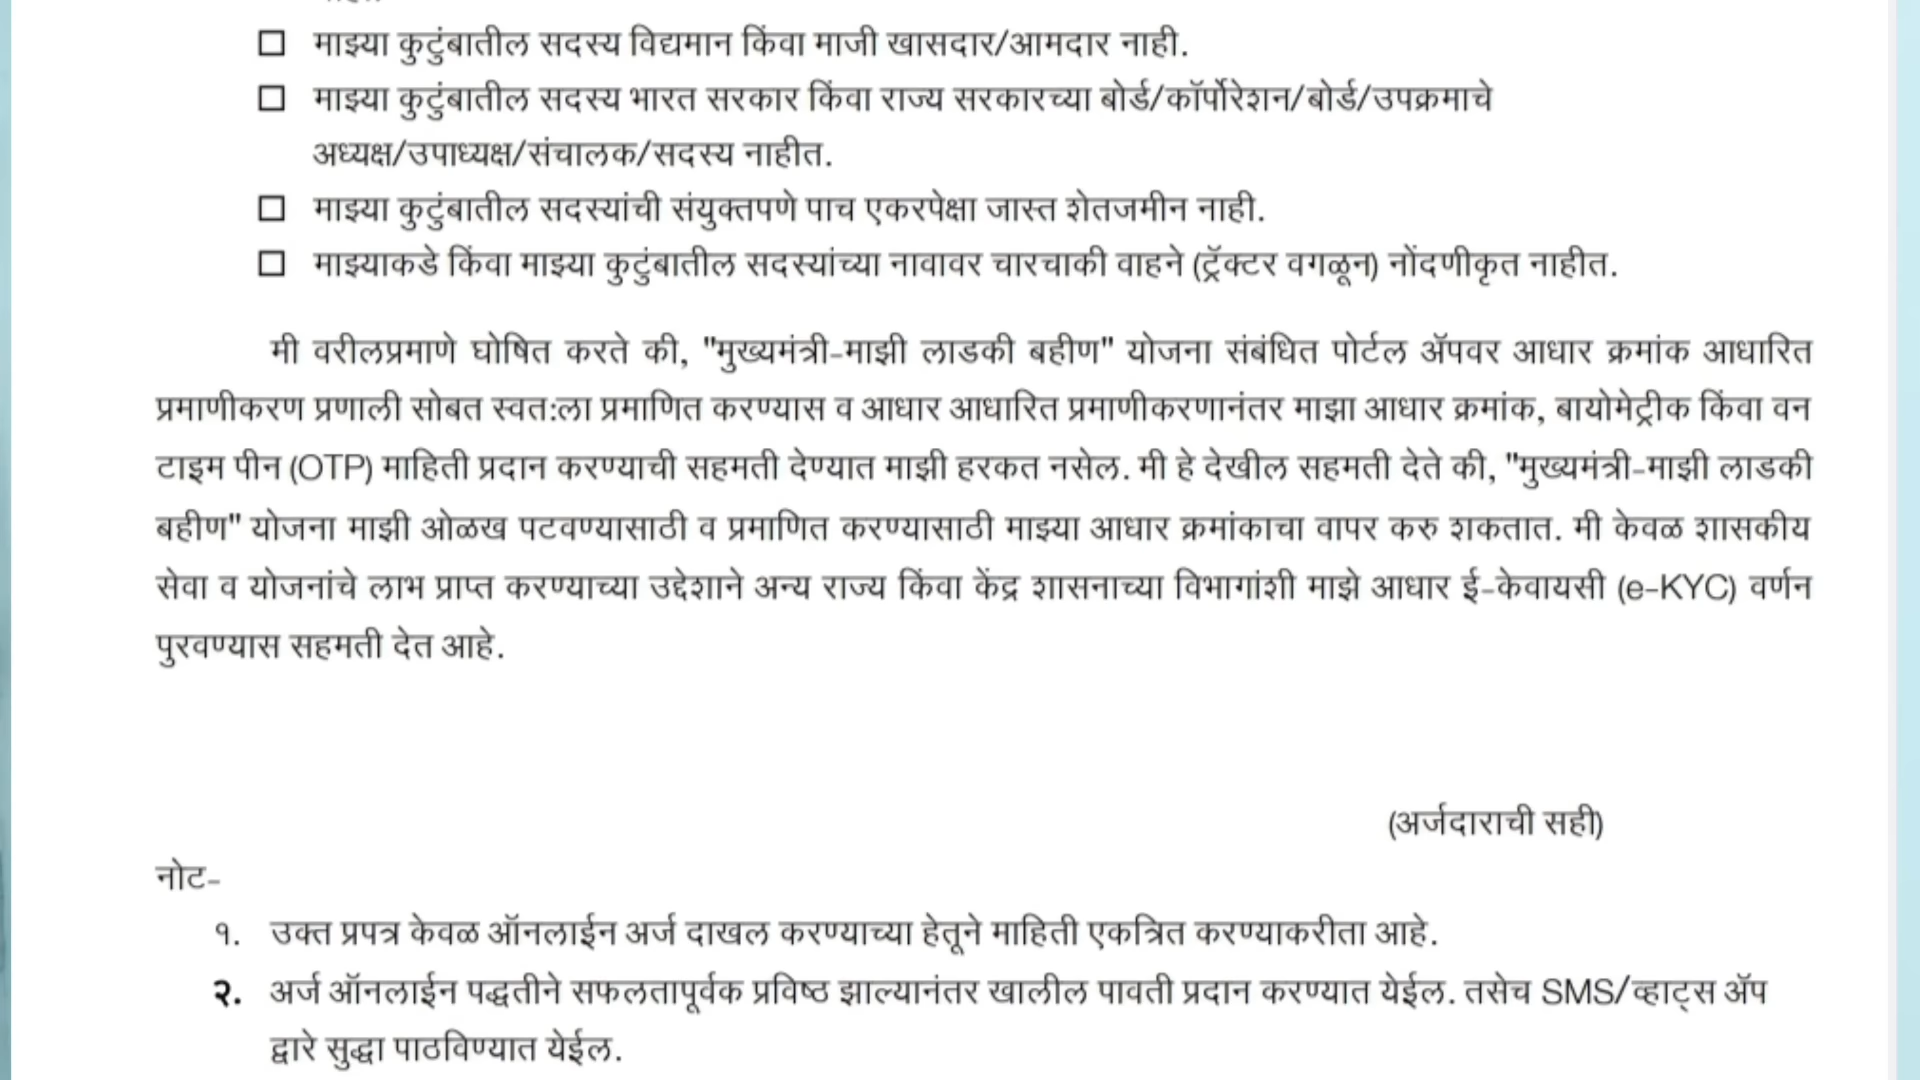 ☐ माझ्या कुटुंबातील सदस्य विद्यमान किंवा माजी खासदार/आमदार नाही.
☐ माझ्या कुटुंबातील सदस्य भारत सरकार किंवा राज्य सरकारच्या बोर्ड/कॉर्पोरेशन/बोर्ड/उपक्रमाचे
अध्यक्ष/उपाध्यक्ष/संचालक/सदस्य नाहीत.
☐ माझ्या कुटुंबातील सदस्यांची संयुक्तपणे पाच एकरपेक्षा जास्त शेतजमीन नाही.
☐ माझ्याकडे किंवा माझ्या कुटुंबातील सदस्यांच्या नावावर चारचाकी वाहने (ट्रॅक्टर वगळून) नोंदणीकृत नाहीत.
मी वरीलप्रमाणे घोषित करते की, "मुख्यमंत्री-माझी लाडकी बहीण" योजना संबंधित पोर्टल ॲपवर आधार क्रमांक आधारित
प्रमाणीकरण प्रणाली सोबत स्वत:ला प्रमाणित करण्यास व आधार आधारित प्रमाणीकरणानंतर माझा आधार क्रमांक, बायोमेट्रीक किंवा वन
टाइम पीन (OTP) माहिती प्रदान करण्याची सहमती देण्यात माझी हरकत नसेल. मी हे देखील सहमती देते की, "मुख्यमंत्री-माझी लाडकी
बहीण" योजना माझी ओळख पटवण्यासाठी व प्रमाणित करण्यासाठी माझ्या आधार क्रमांकाचा वापर करु शकतात. मी केवळ शासकीय
सेवा व योजनांचे लाभ प्राप्त करण्याच्या उद्देशाने अन्य राज्य किंवा केंद्र शासनाच्या विभागांशी माझे आधार ई-केवायसी (e-KYC) वर्णन
पुरवण्यास सहमती देत आहे.
(अर्जदाराची सही)
नोट-
१. उक्त प्रपत्र केवळ ऑनलाईन अर्ज दाखल करण्याच्या हेतूने माहिती एकत्रित करण्याकरीता आहे.
२. अर्ज ऑनलाईन पद्धतीने सफलतापूर्वक प्रविष्ठ झाल्यानंतर खालील पावती प्रदान करण्यात येईल. तसेच SMS/व्हाट्स ॲप
द्वारे सुद्धा पाठविण्यात येईल.